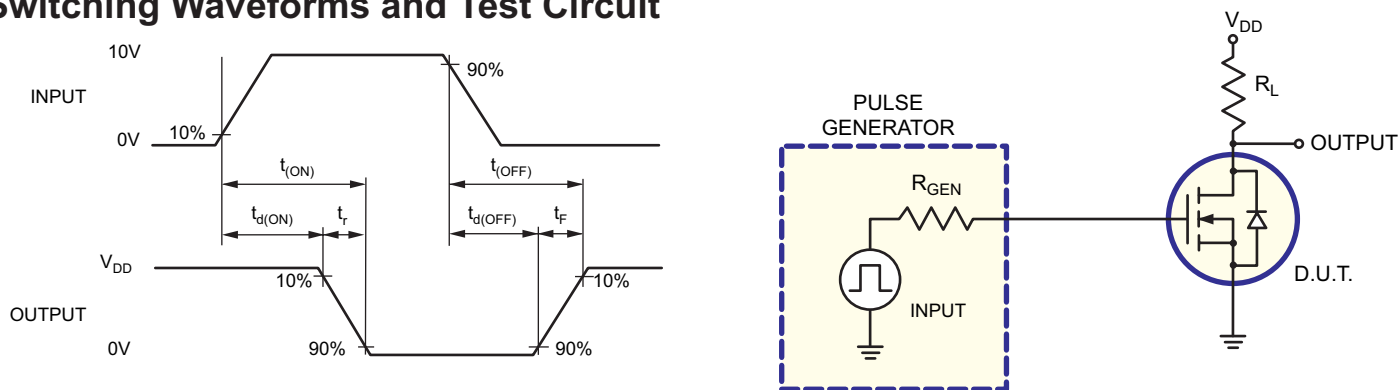 Switching Waveforms and Test Circuit
10V
INPUT
0V
10%
90%
t(ON)
t(OFF)
td(ON)
tr
td(OFF)
tF
VDD
OUTPUT
0V
10%
90%
90%
10%
PULSE
GENERATOR
RGEN
INPUT
VDD
RL
OUTPUT
D.U.T.